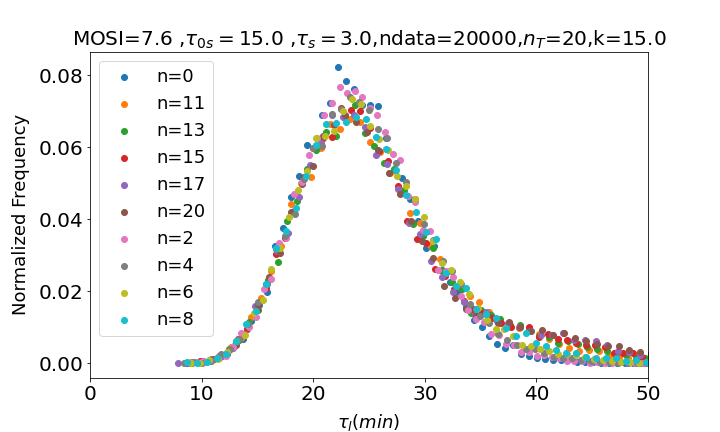 MOSI=7.6 ,τ₀ₛ = 15.0 ,τₛ = 3.0,ndata=20000,n_T=20,k=15.0
Normalized Frequency
0.08
0.06
0.04
0.02
0.00
n=0
n=11
n=13
n=15
n=17
n=20
n=2
n=4
n=6
n=8
0 10 20 30 40 50
τ_l(min)